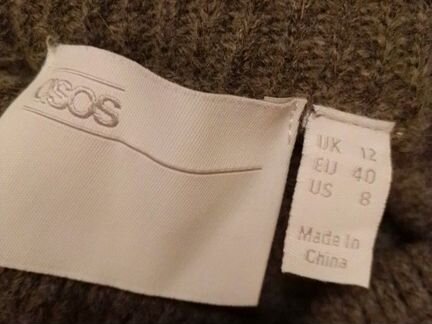 asos
UK 12
EU 40
US 8
Made In
China